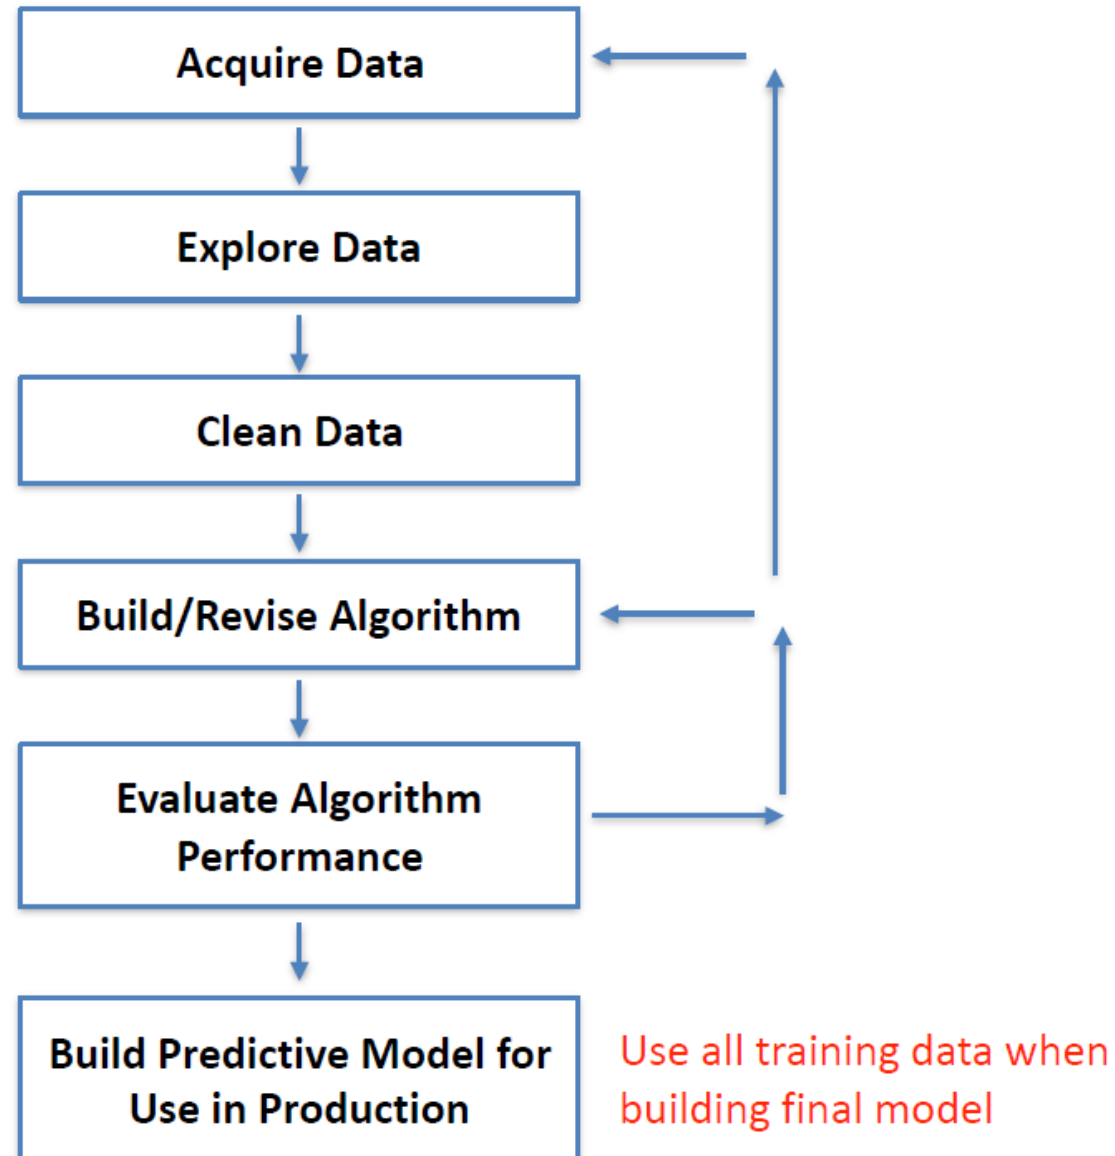 Acquire Data
Explore Data
Clean Data
Build/Revise Algorithm
Evaluate Algorithm
Performance
Build Predictive Model for
Use in Production
Use all training data when
building final model